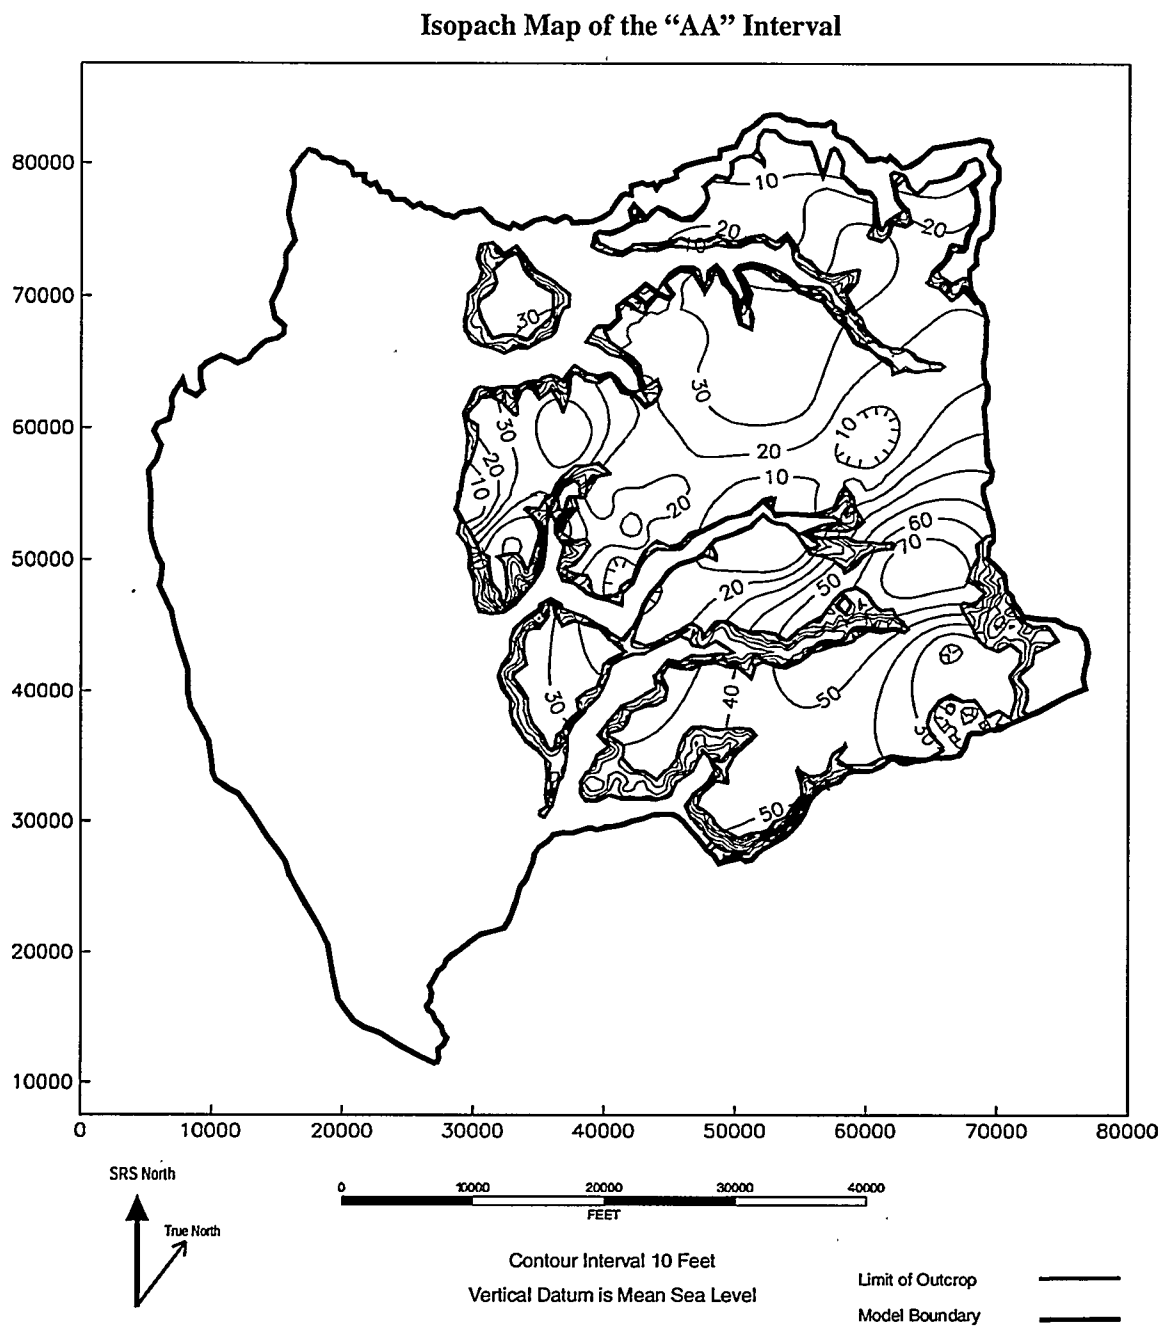 Isopach Map of the “AA” Interval
80000
70000
60000
50000
40000
30000
20000
10000
0 10000 20000 30000 40000 50000 60000 70000 80000
10
20
20
10
30
30
30
20
10
10
20
10
20
60
70
20
50
30
40
50
50
SRS North
True North
0 10000 20000 30000 40000
FEET
Contour Interval 10 Feet
Vertical Datum is Mean Sea Level
Limit of Outcrop
Model Boundary